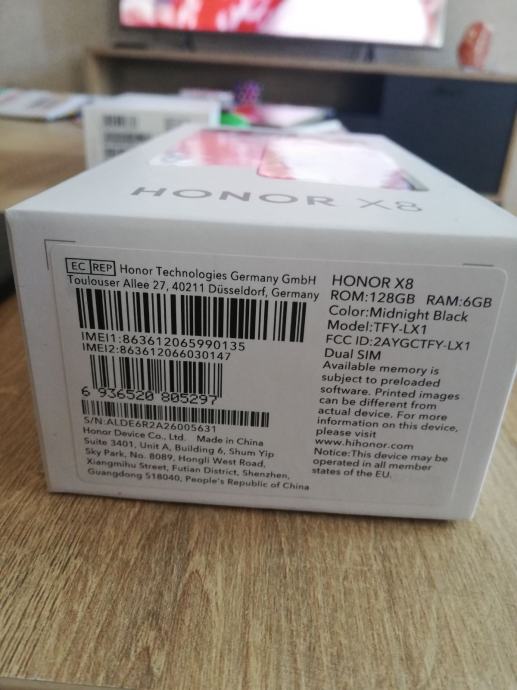 HONOR X8
EC REP Honor Technologies Germany GmbH
Toulouser Allee 27, 40211 Düsseldorf, Germany
IMEI1:863612065990135
IMEI2:863612066030147
6 936520 805297
S/N:ALDE6R2A26005631
Honor Device Co., Ltd. Made in China
Suite 3401, Unit A, Building 6, Shum Yip
Sky Park, No. 8089, Hongli West Road,
Xiangmihu Street, Futian District, Shenzhen,
Guangdong 518040, People's Republic of China
HONOR X8
ROM:128GB RAM:6GB
Color:Midnight Black
Model:TFY-LX1
FCC ID:2AYGCTFY-LX1
Dual SIM
Available memory is
subject to preloaded
software. Printed images
can be different from
actual device. For more
information on this device,
please visit
www.hihonor.com
Notice:This device may be
operated in all member
states of the EU.